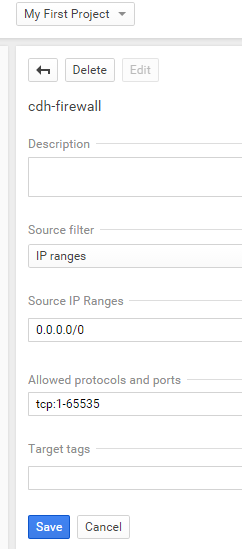 My First Project
Delete
Edit
cdh-firewall
Description
Source filter
IP ranges
Source IP Ranges
0.0.0.0/0
Allowed protocols and ports
tcp:1-65535
Target tags
Save
Cancel